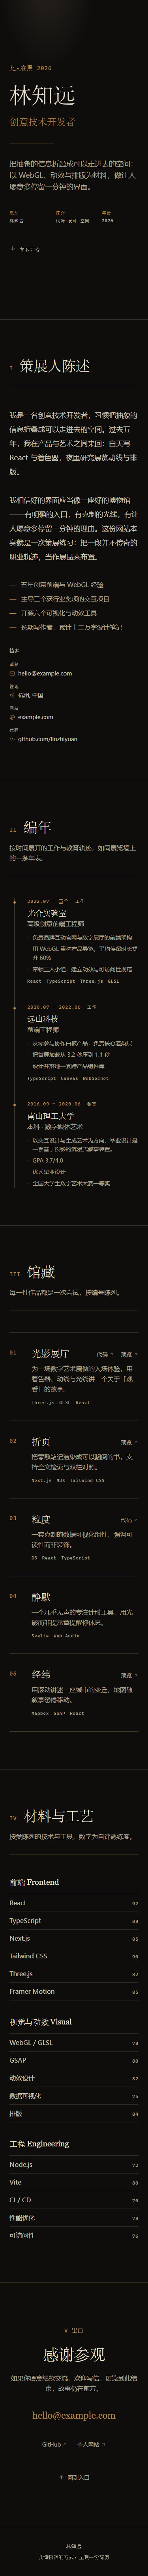 此人在展 2026
林知远
创意技术开发者
把抽象的信息折叠成可以走进去的空间：
以 WebGL、动效与排版为材料，做让人
愿意多停留一分钟的界面。
展品 媒介 年份
林知远 代码 设计 空间 2026
↓ 向下探索
I 策展人陈述
我是一名创意技术开发者，习惯把抽象的
信息折叠成可以走进去的空间。过去五
年，我在产品与艺术之间来回：白天写
React 与着色器，夜里研究展览动线与排
版。
我相信好的界面应当像一座好的博物馆
——有明确的入口，有克制的光线，有让
人愿意多停留一分钟的理由。这份网站本
身就是一次策展练习：把一段并不传奇的
职业轨迹，当作展品来布置。
— 五年创意前端与 WebGL 经验
— 主导三个获行业奖项的交互项目
— 开源六个可视化与动效工具
— 长期写作者，累计十二万字设计笔记
档案
邮箱
hello@example.com
驻地
杭州, 中国
网站
example.com
代码
github.com/linzhiyuan
II 编年
按时间展开的工作与教育轨迹，如同展签墙上
的一条年表。
2022.07 — 至今 工作
光合实验室
高级创意前端工程师
· 负责品牌互动官网与数字展厅的前端架构
· 用 WebGL 重构产品导览，平均停留时长提
升 60%
· 带领三人小组，建立动效与可访问性规范
React TypeScript Three.js GLSL
2020.07 — 2022.06 工作
远山科技
前端工程师
· 从零参与协作白板产品，负责核心渲染层
· 把首屏加载从 3.2 秒压到 1.1 秒
· 设计并落地一套跨产品组件库
TypeScript Canvas WebSocket
2016.09 — 2020.06 教育
南山理工大学
本科 · 数字媒体艺术
· 以交互设计与生成艺术为方向，毕业设计是
一套基于投影的沉浸式叙事装置。
· GPA 3.7/4.0
· 优秀毕业设计
· 全国大学生数字艺术大赛一等奖
III 馆藏
每一件作品都是一次尝试，按编号陈列。
01 光影展厅 代码 ↗ 预览 ↗
为一场数字艺术展做的入场体验，用
着色器、动线与光线讲一个关于「观
看」的故事。
Three.js GLSL React
02 折页 预览 ↗
把零散笔记渲染成可以翻阅的书，支
持全文检索与双栏对照。
Next.js MDX Tailwind CSS
03 粒度 代码 ↗
一套克制的数据可视化组件，强调可
读性而非装饰。
D3 React TypeScript
04 静默
一个几乎无声的专注计时工具，用光
影而非提示音提醒你休息。
Svelte Web Audio
05 经纬 预览 ↗
用滚动讲述一座城市的变迁，地图随
叙事缓慢移动。
Mapbox GSAP React
IV 材料与工艺
按类陈列的技术与工具，数字为自评熟练度。
前端 Frontend
React 92
TypeScript 88
Next.js 85
Tailwind CSS 90
Three.js 82
Framer Motion 85
视觉与动效 Visual
WebGL / GLSL 78
GSAP 80
动效设计 82
数据可视化 75
排版 84
工程 Engineering
Node.js 72
Vite 80
CI / CD 70
性能优化 78
可访问性 76
V 出口
感谢参观
如果你愿意继续交流，欢迎写信。展览到此结
束，故事仍在前方。
hello@example.com
GitHub ↗ 个人网站 ↗
↑ 回到入口
林知远
以博物馆的方式，呈现一份简历